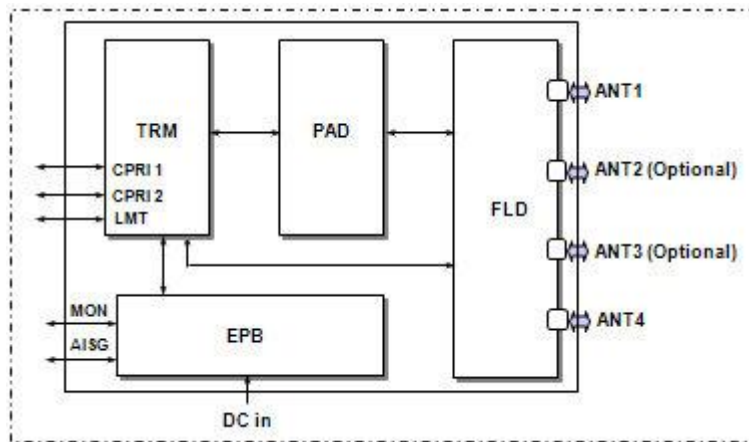 TRM
PAD
FLD
CPRI 1
CPRI 2
LMT
ANT1
ANT2 (Optional)
ANT3 (Optional)
ANT4
MON
AISG
EPB
DC in